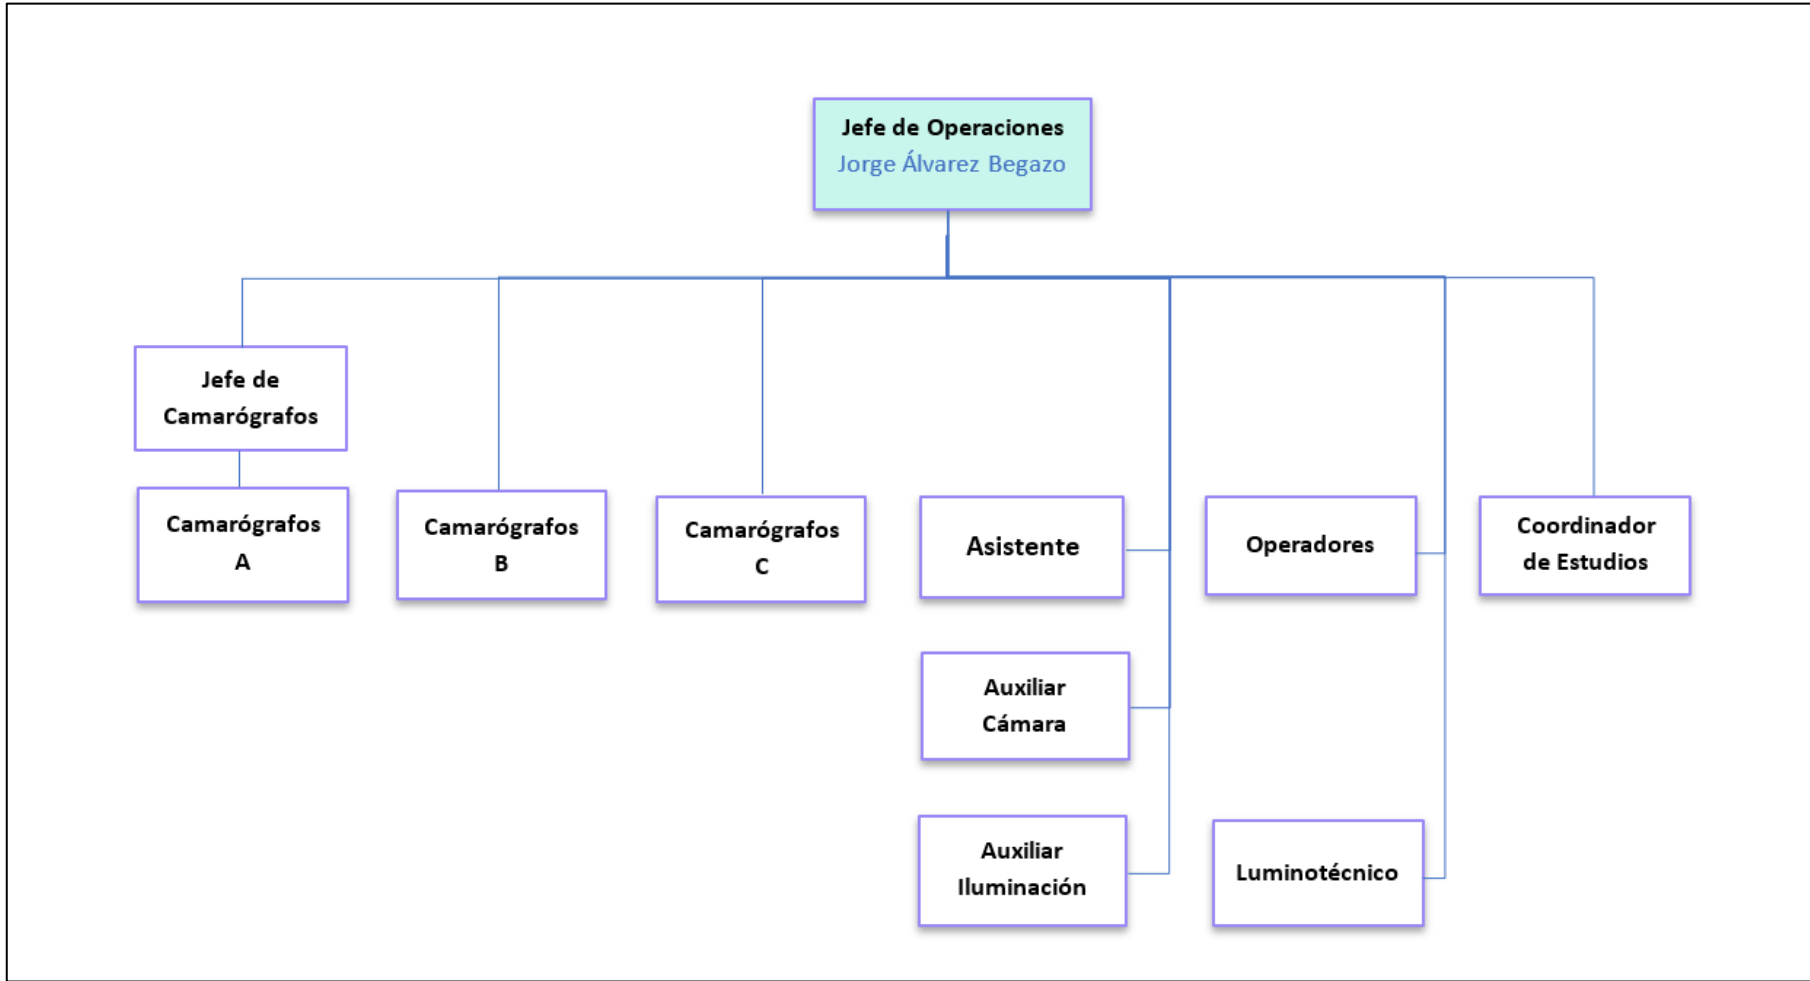 Jefe de Operaciones
Jorge Álvarez Begazo
Jefe de
Camarógrafos
Camarógrafos
A
Camarógrafos
B
Camarógrafos
C
Asistente
Operadores
Coordinador
de Estudios
Auxiliar
Cámara
Auxiliar
Iluminación
Luminotécnico